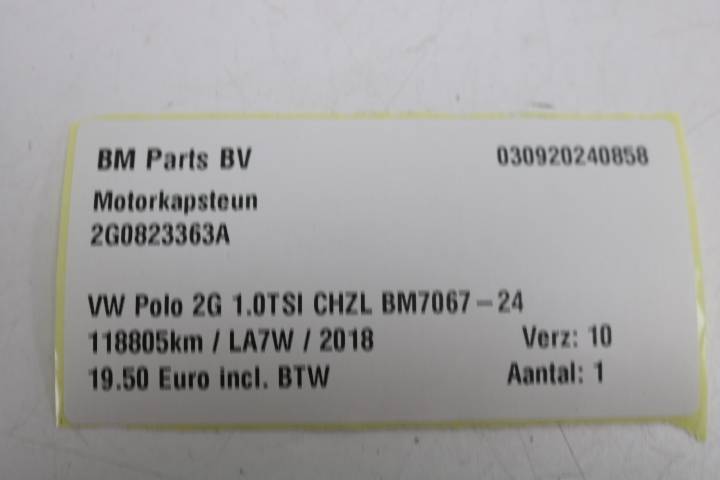 BM Parts BV 030920240858
Motorkapsteun
2G0823363A
VW Polo 2G 1.0TSI CHZL BM7067-24
118805km / LA7W / 2018 Verz: 10
19.50 Euro incl. BTW Aantal: 1